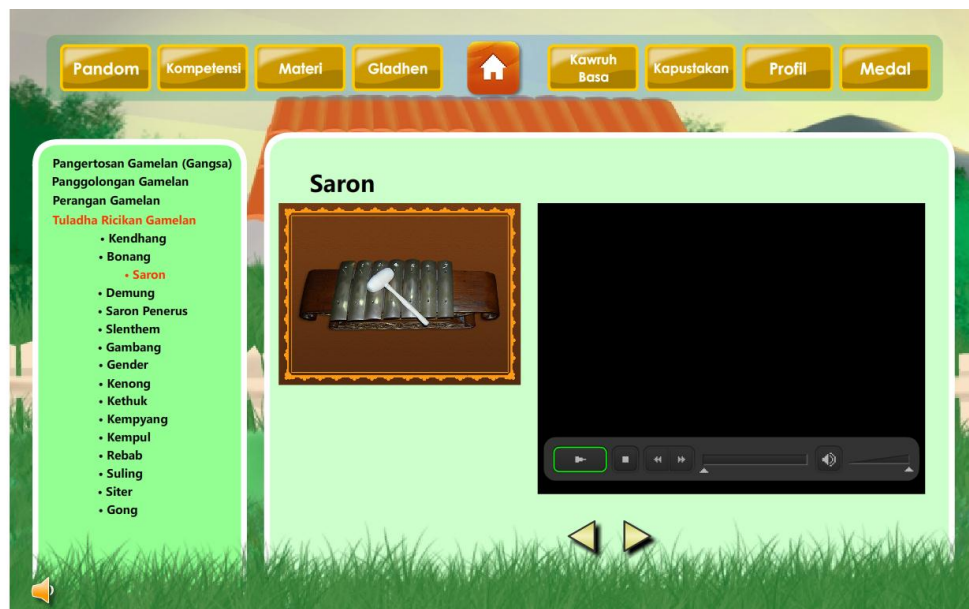 Pandom
Kompetensi
Materi
Gladhen
Kawruh
Basa
Kapustakan
Profil
Medal
Pangertosan Gamelan (Gangsa)
Panggolongan Gamelan
Perangan Gamelan
Tuladha Ricikan Gamelan
• Kendhang
• Bonang
• Saron
• Demung
• Saron Penerus
• Slenthem
• Gambang
• Gender
• Kenong
• Kethuk
• Kempyang
• Kempul
• Rebab
• Suling
• Siter
• Gong
Saron